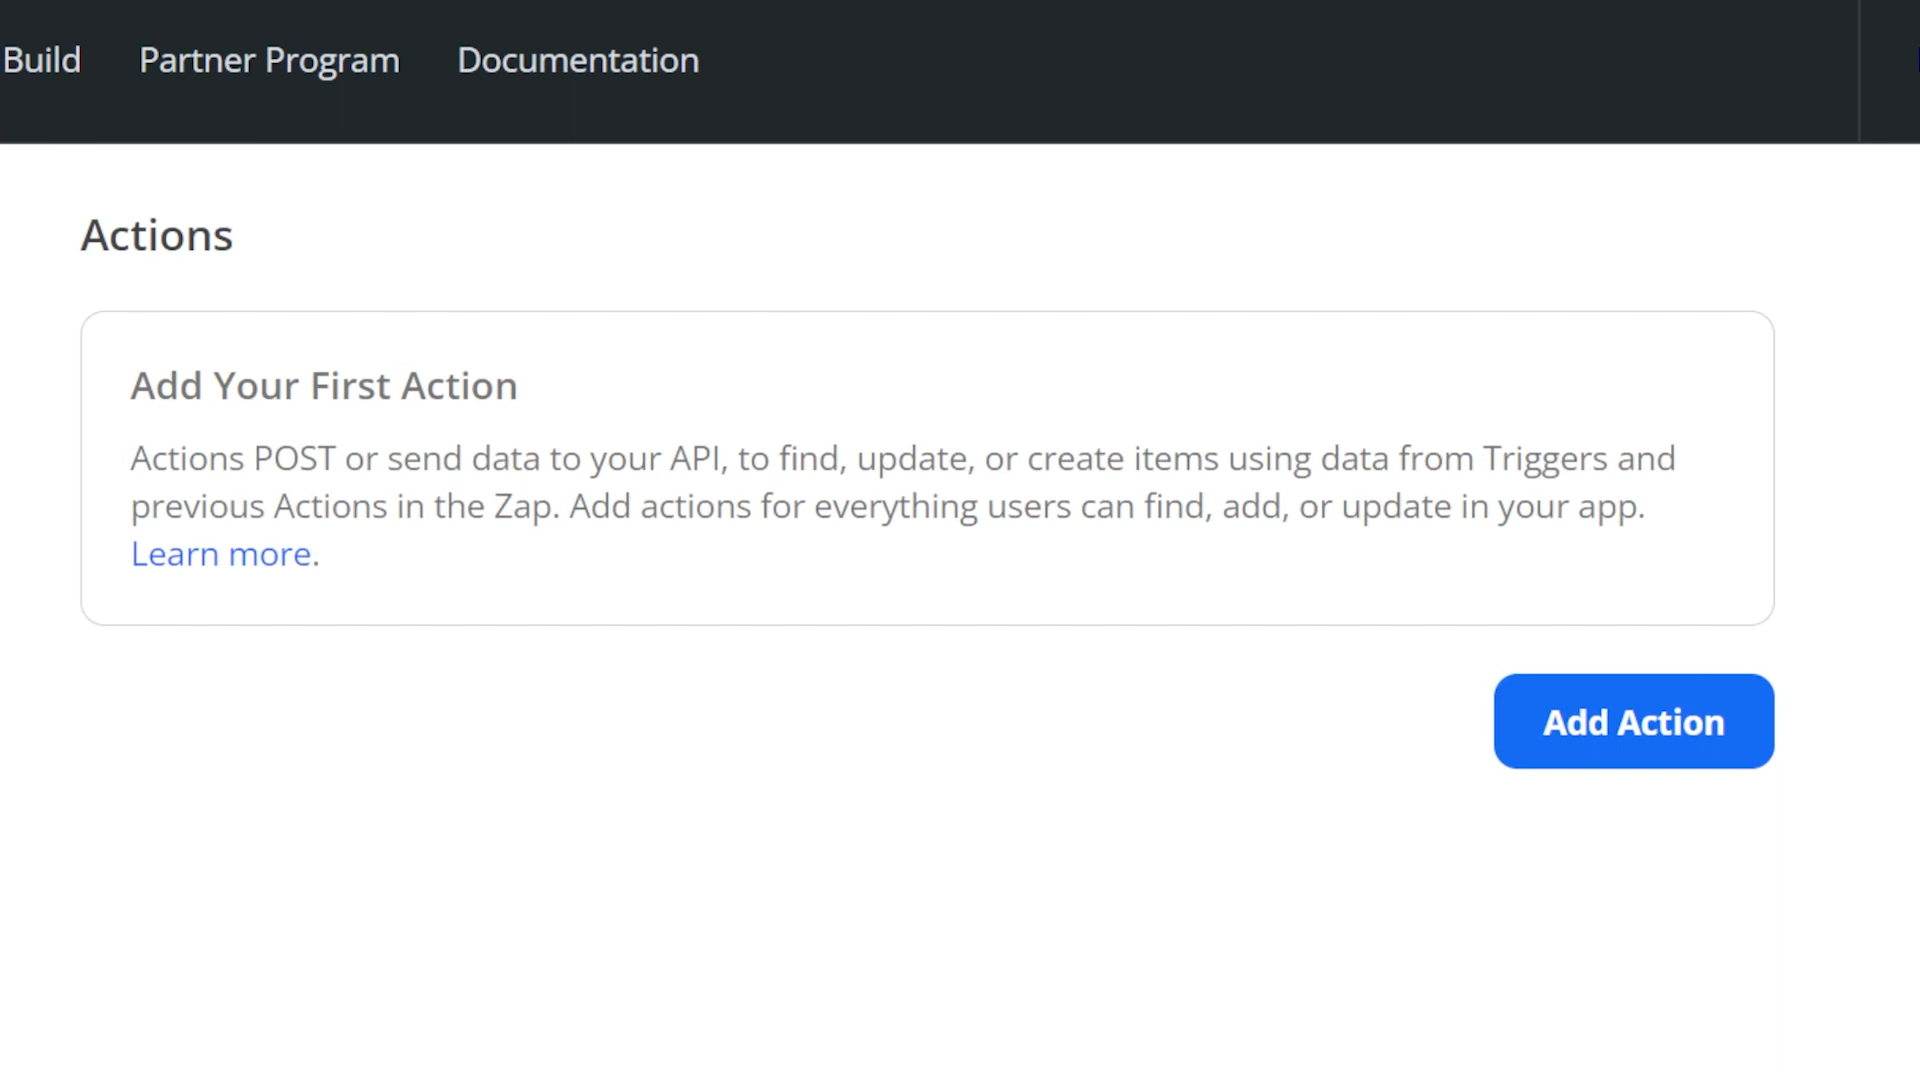 Build Partner Program Documentation
Actions
Add Your First Action
Actions POST or send data to your API, to find, update, or create items using data from Triggers and
previous Actions in the Zap. Add actions for everything users can find, add, or update in your app.
Learn more.
Add Action